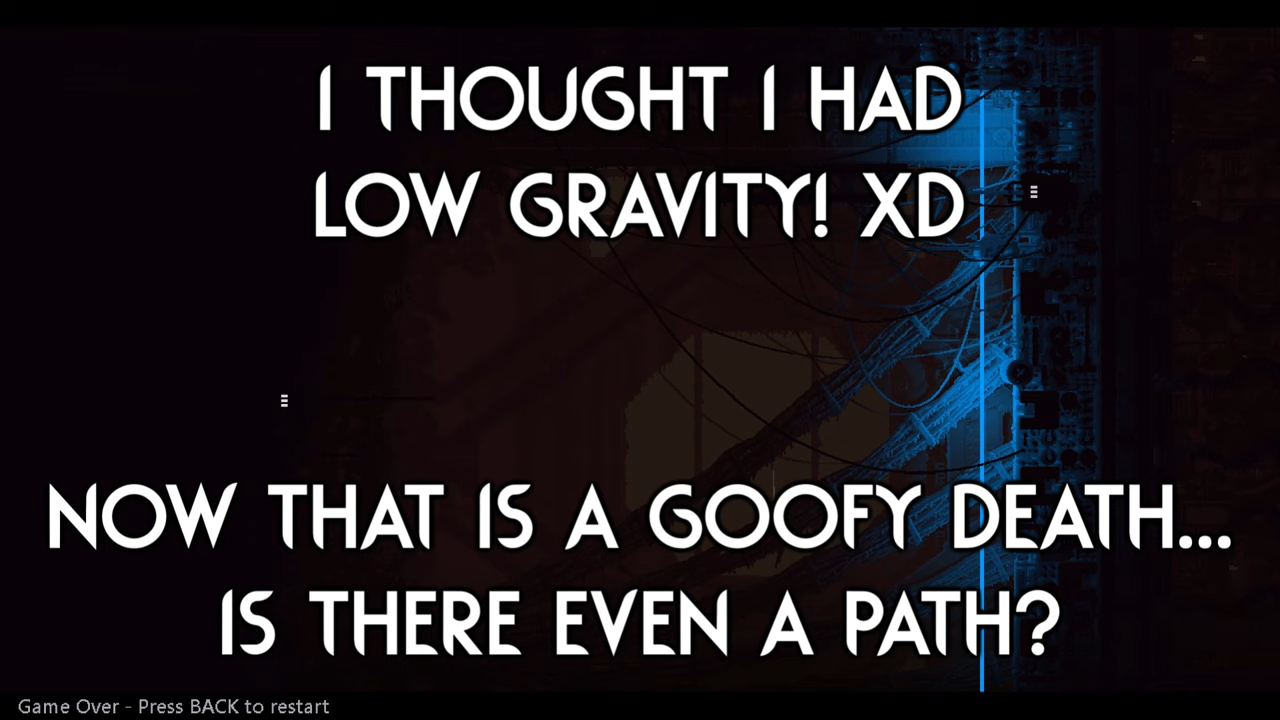 I THOUGHT I HAD
LOW GRAVITY! XD
NOW THAT IS A GOOFY DEATH...
IS THERE EVEN A PATH?
Game Over - Press BACK to restart